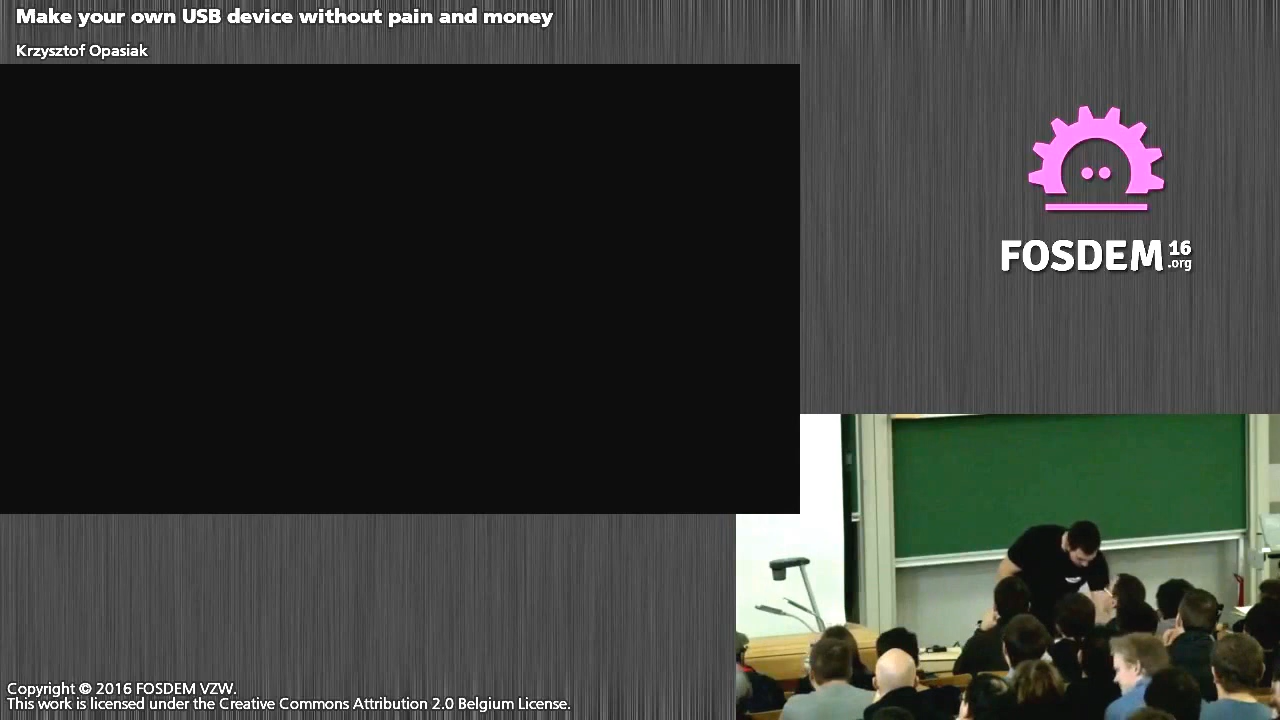 Make your own USB device without pain and money
Krzysztof Opasiak
FOSDEM 16
.org
Copyright © 2016 FOSDEM VZW.
This work is licensed under the Creative Commons Attribution 2.0 Belgium License.